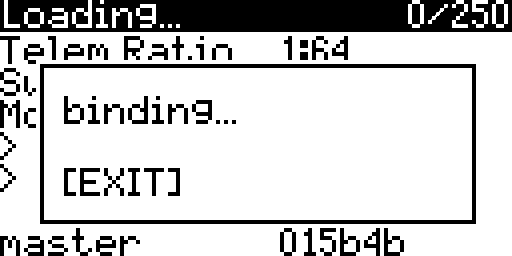 Loading... 0/250
Telem Ratio 1:64
binding...
>
> [EXIT]
master 015b4b